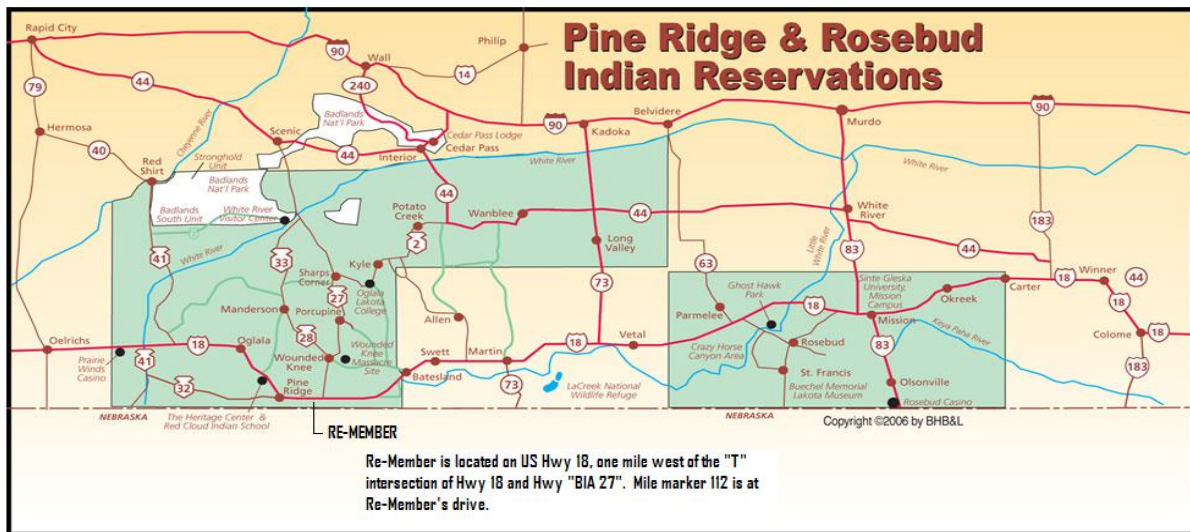 Pine Ridge & Rosebud
Indian Reservations
Rapid City
90
Wall
Philip
14
240
44
79
Hermosa
40
Cheyenne River
Scenic
Badlands
Nat'l Park
Cedar Pass Lodge
Cedar Pass
Interior
44
90
Kadoka
Belvidere
Murdo
90
Red
Shirt
Stronghold
Unit
Badlands
Nat'l Park
Badlands
South Unit
White River
Visitor Center
White River
White River
White River
41
33
Potato
Creek
2
44
Wanblee
44
Long
Valley
73
63
White
River
83
44
183
Little
White River
Sharps
Corner
Kyle
Oglala
Lakota
College
27
Manderson
Porcupine
28
Wounded
Knee
Wounded
Knee
Massacre
Site
Allen
Oelrichs
Prairie
Winds
Casino
41
18
Oglala
32
Pine
Ridge
Batesland
Swett
Martin
73
18
Vetal
LaCreek National
Wildlife Refuge
Parmelee
Ghost Hawk
Park
Crazy Horse
Canyon Area
Sinte Gleska
University,
Mission
Campus
18
Mission
Rosebud
St. Francis
Buechel Memorial
Lakota Museum
83
Olsonville
Rosebud Casino
Okreek
Carter
18
Winner
44
18
Colome
18
183
Keya Paha River
NEBRASKA
The Heritage Center &
Red Cloud Indian School
NEBRASKA
Copyright ©2006 by BHB&L
RE-MEMBER
Re-Member is located on US Hwy 18, one mile west of the "T"
intersection of Hwy 18 and Hwy "BIA 27". Mile marker 112 is at
Re-Member's drive.